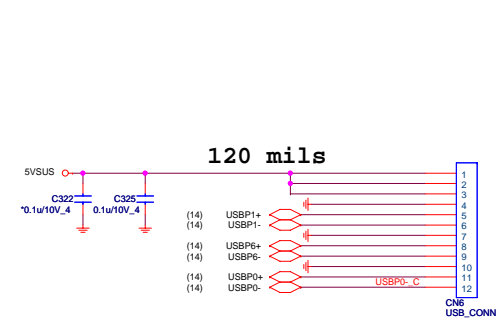 120 mils
5VSUS
C322
*0.1u/10V_4
C325
0.1u/10V_4
(14) USBP1+
(14) USBP1-
(14) USBP6+
(14) USBP6-
(14) USBP0+
(14) USBP0-
USBP0-_C
1
2
3
4
5
6
7
8
9
10
11
12
CN6
USB_CONN